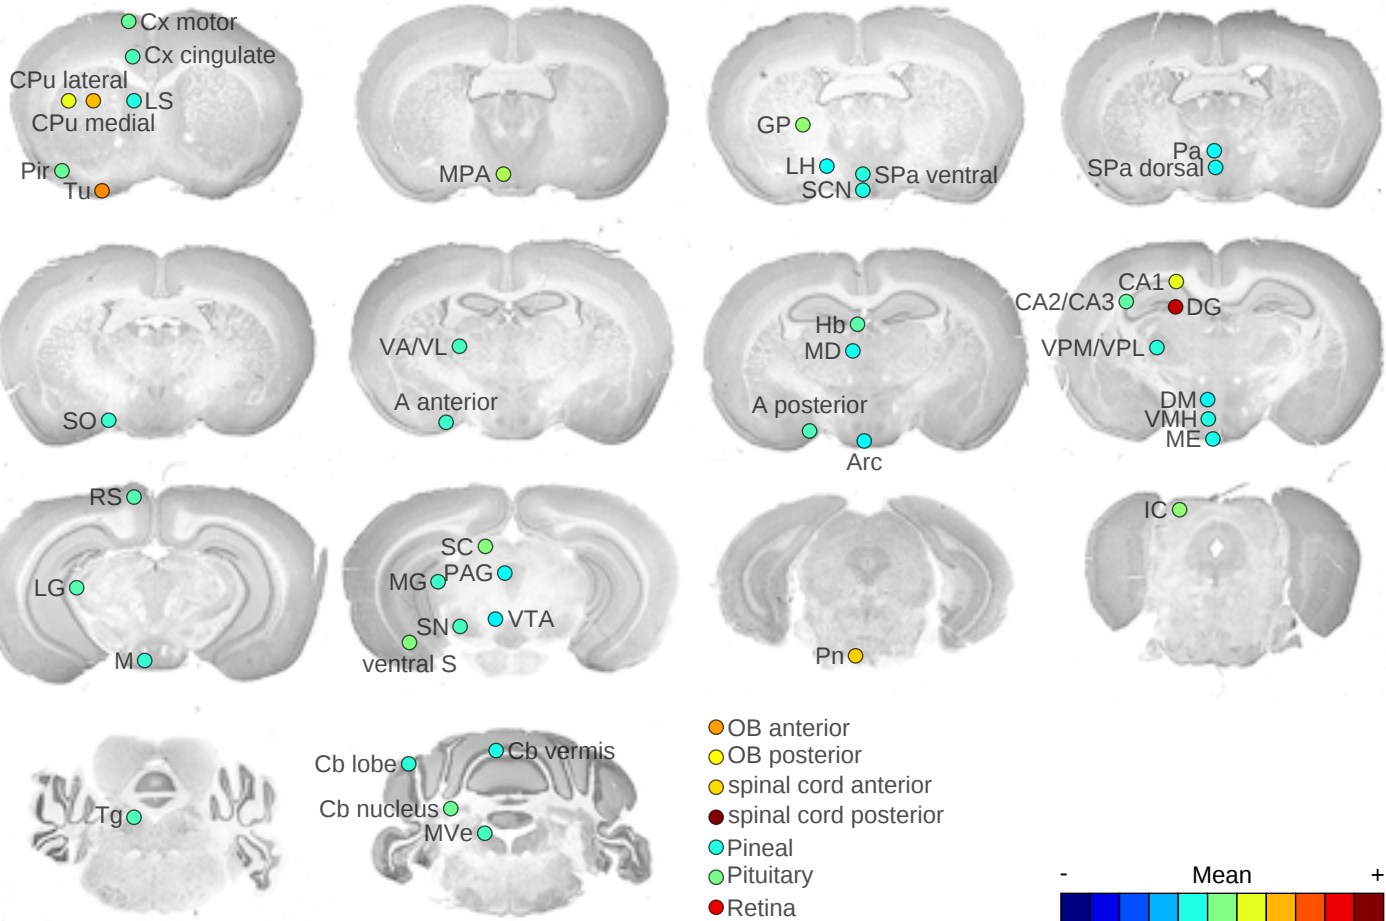 Cx motor
Cx cingulate
CPu lateral
LS
CPu medial
Pir
Tu
MPA
GP
LH
SPa ventral
SCN
Pa
SPa dorsal
SO
VA/VL
A anterior
Hb
MD
A posterior
Arc
CA1
CA2/CA3
DG
VPM/VPL
DM
VMH
ME
RS
LG
M
SC
PAG
MG
VTA
SN
ventral S
Pn
IC
Tg
Cb vermis
Cb lobe
Cb nucleus
MVe
OB anterior
OB posterior
spinal cord anterior
spinal cord posterior
Pineal
Pituitary
Retina
- Mean +